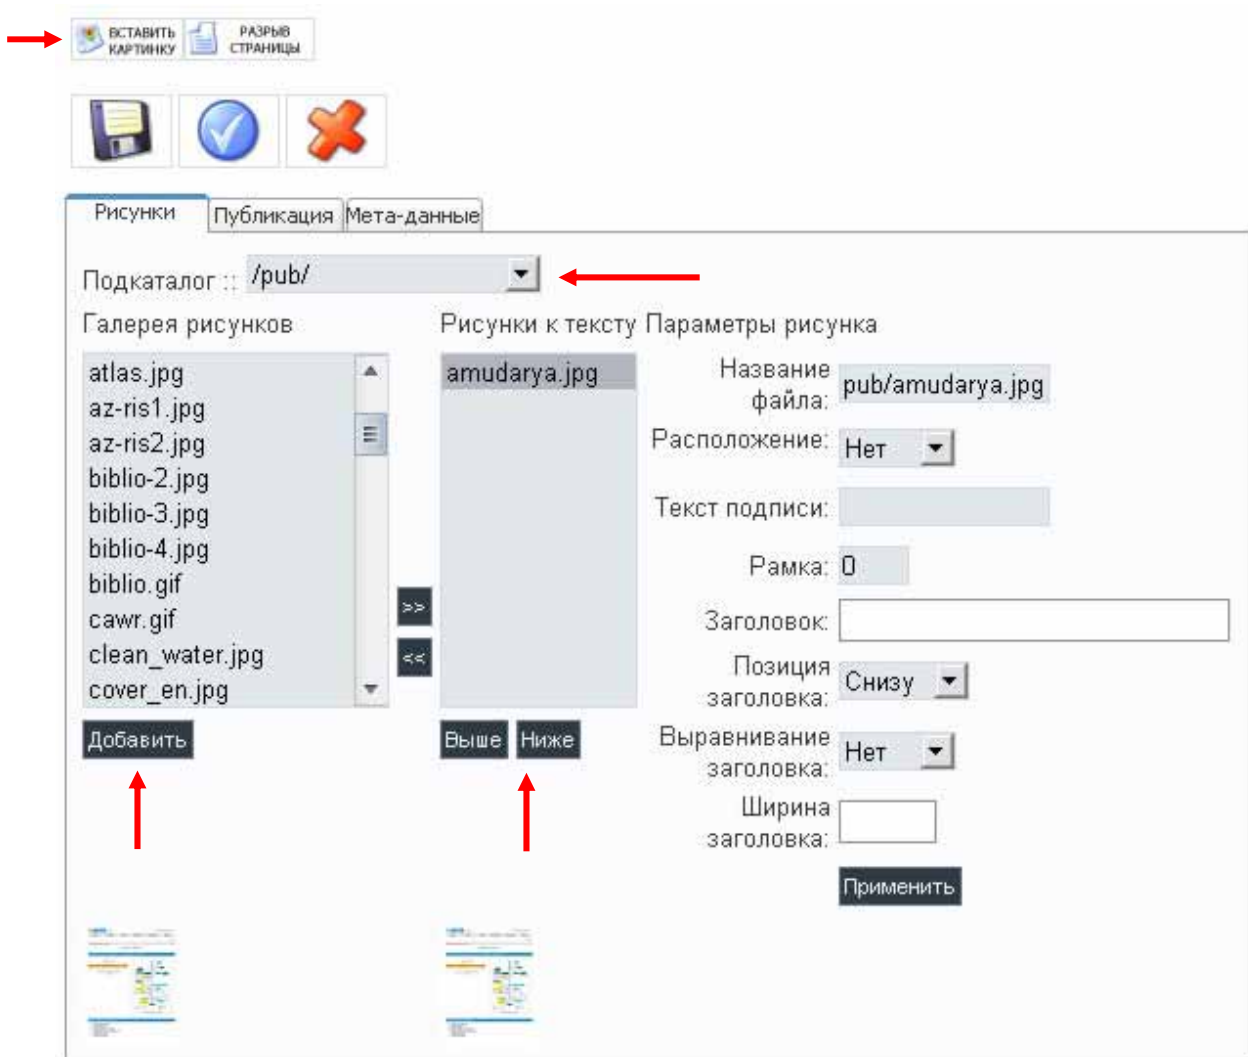 ВСТАВИТЬ КАРТИНКУ
РАЗРЫВ СТРАНИЦЫ
Рисунки Публикация Мета-данные
Подкаталог :: /pub/
Галерея рисунков
atlas.jpg
az-ris1.jpg
az-ris2.jpg
biblio-2.jpg
biblio-3.jpg
biblio-4.jpg
biblio.gif
cawr.gif
clean_water.jpg
cover_en.jpg
Добавить
>>
<<
Рисунки к тексту
amudarya.jpg
Выше Ниже
Параметры рисунка
Название файла: pub/amudarya.jpg
Расположение: Нет
Текст подписи:
Рамка: 0
Заголовок:
Позиция заголовка: Снизу
Выравнивание заголовка: Нет
Ширина заголовка:
Применить